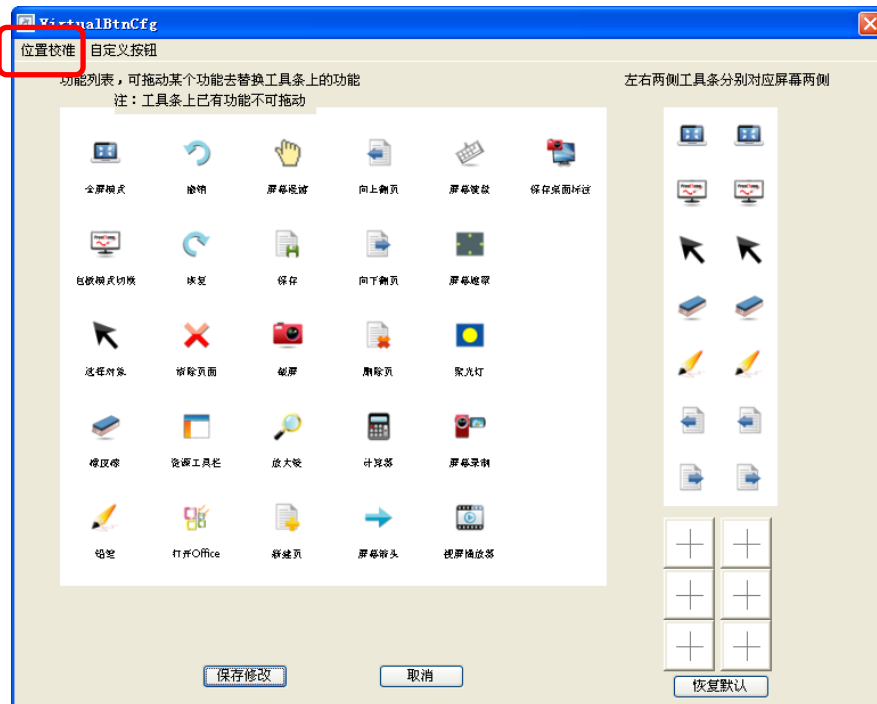 VirtualBtnCfg
位置校准 自定义按钮
功能列表，可拖动某个功能去替换工具条上的功能
注：工具条上已有功能不可拖动
左右两侧工具条分别对应屏幕两侧
全屏模式 撤销 屏幕漫游 向上翻页 屏幕键盘 保存桌面好这
白板模式切换 恢复 保存 向下翻页 屏幕遮罩
选择对象 清除页面 截屏 删除页 聚光灯
橡皮擦 资源工具栏 放大镜 计算器 屏幕录制
铅笔 打开Office 新建页 屏幕箭头 视屏播放器
保存修改 取消
恢复默认